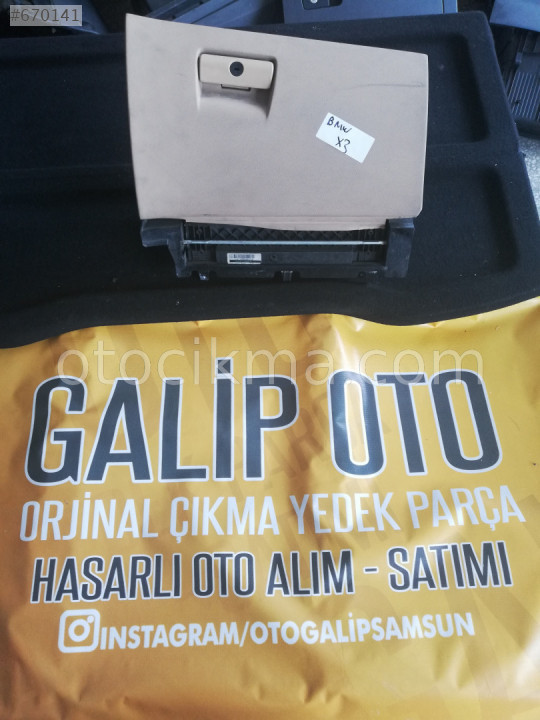 #670141
BMW
X3
otocikma.com
GALİP OTO
ORJİNAL ÇIKMA YEDEK PARÇA
HASARLI OTO ALIM - SATIMI
INSTAGRAM/OTOGALIPSAMSUN